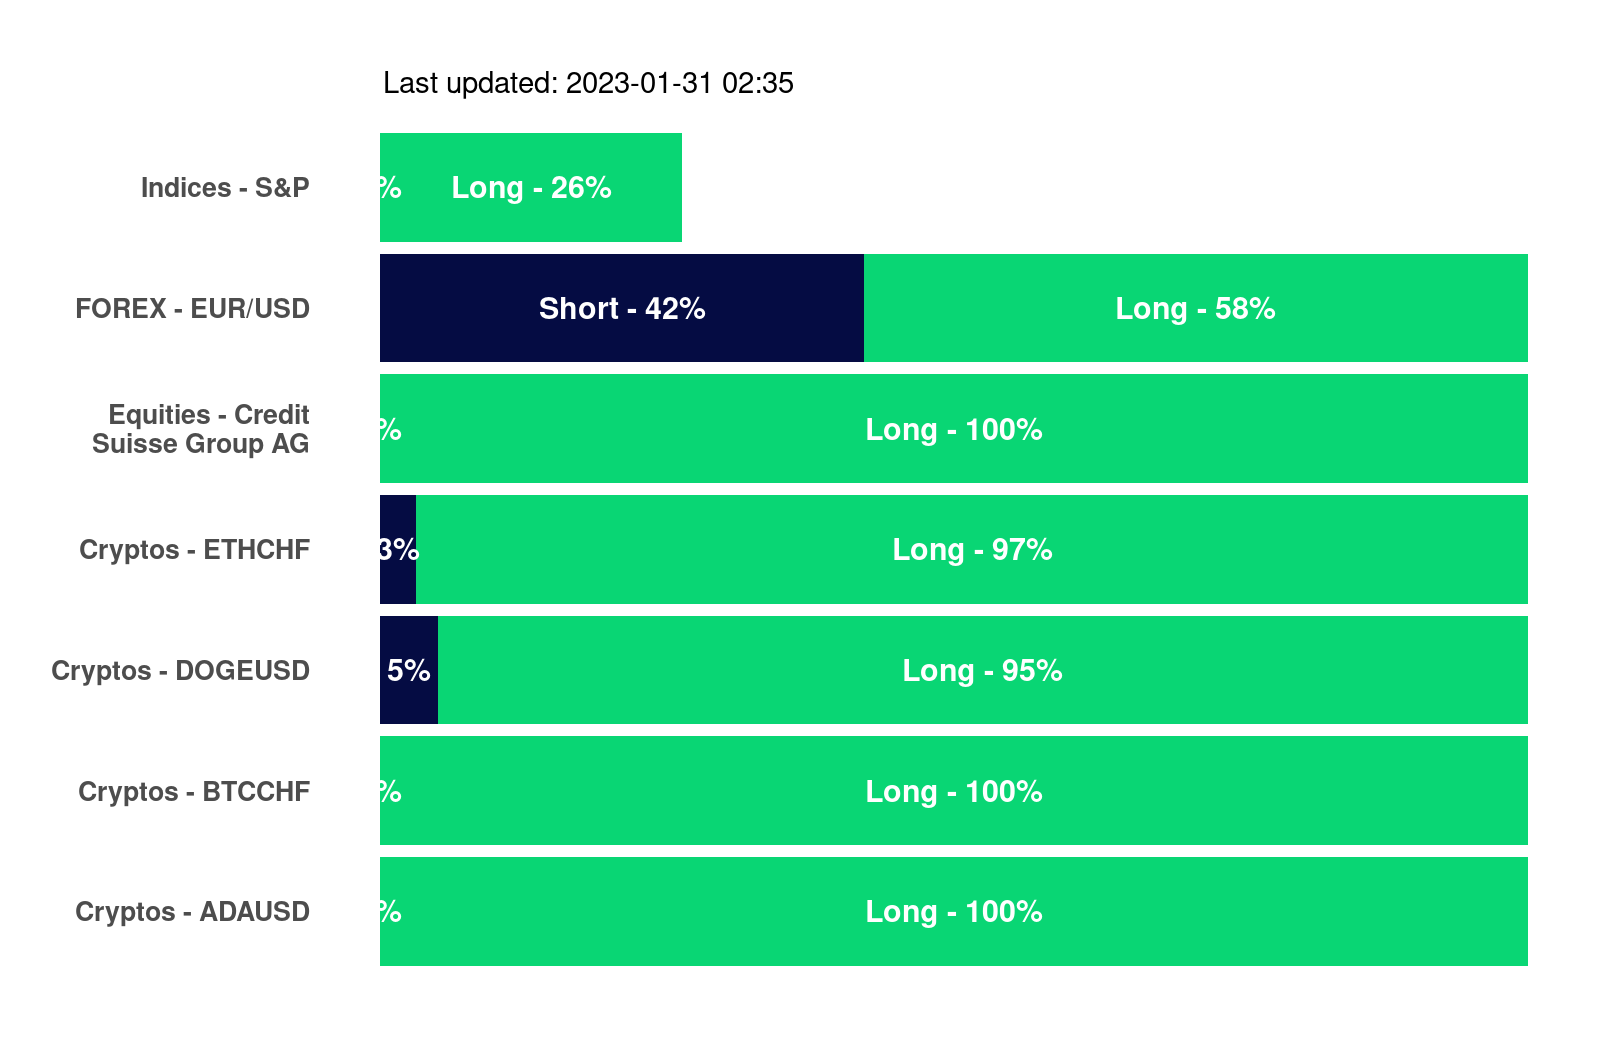 Last updated: 2023-01-31 02:35
Indices - S&P
% Long - 26%
FOREX - EUR/USD
Short - 42% Long - 58%
Equities - Credit
Suisse Group AG
% Long - 100%
Cryptos - ETHCHF
3% Long - 97%
Cryptos - DOGEUSD
5% Long - 95%
Cryptos - BTCCHF
% Long - 100%
Cryptos - ADAUSD
% Long - 100%